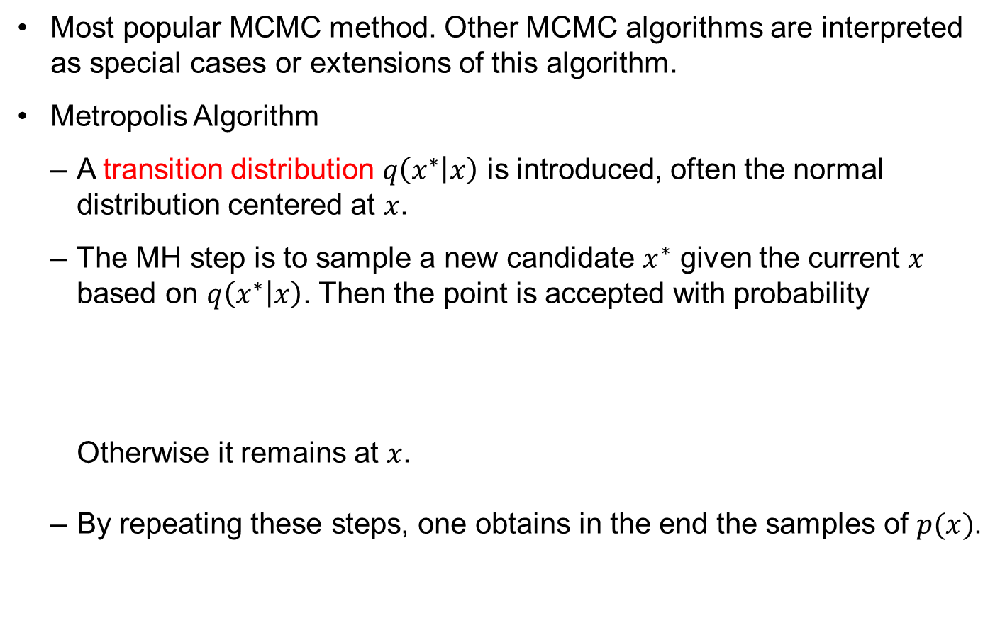 • Most popular MCMC method. Other MCMC algorithms are interpreted
as special cases or extensions of this algorithm.
• Metropolis Algorithm
– A transition distribution q(x*|x) is introduced, often the normal
distribution centered at x.
– The MH step is to sample a new candidate x* given the current x
based on q(x*|x). Then the point is accepted with probability
Otherwise it remains at x.
– By repeating these steps, one obtains in the end the samples of p(x).